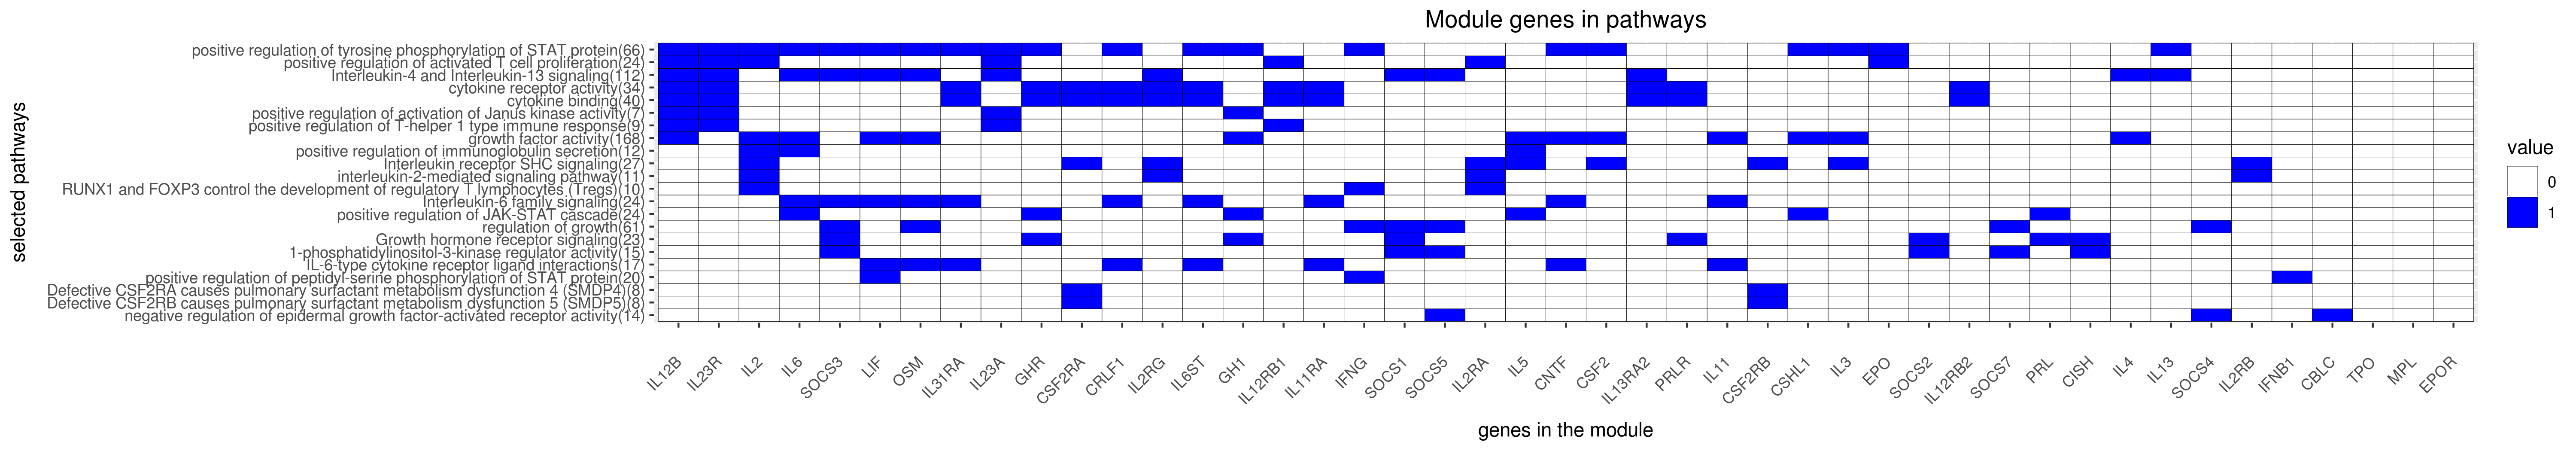 Module genes in pathways
selected pathways
positive regulation of tyrosine phosphorylation of STAT protein(66)
positive regulation of activated T cell proliferation(24)
Interleukin-4 and Interleukin-13 signaling(112)
cytokine receptor activity(34)
cytokine binding(40)
positive regulation of activation of Janus kinase activity(7)
positive regulation of T-helper 1 type immune response(9)
growth factor activity(168)
positive regulation of immunoglobulin secretion(12)
Interleukin receptor SHC signaling(27)
interleukin-2-mediated signaling pathway(11)
RUNX1 and FOXP3 control the development of regulatory T lymphocytes (Tregs)(10)
Interleukin-6 family signaling(24)
positive regulation of JAK-STAT cascade(24)
regulation of growth(61)
Growth hormone receptor signaling(23)
1-phosphatidylinositol-3-kinase regulator activity(15)
IL-6-type cytokine receptor ligand interactions(17)
positive regulation of peptidyl-serine phosphorylation of STAT protein(20)
Defective CSF2RA causes pulmonary surfactant metabolism dysfunction 4 (SMDP4)(8)
Defective CSF2RB causes pulmonary surfactant metabolism dysfunction 5 (SMDP5)(8)
negative regulation of epidermal growth factor-activated receptor activity(14)
IL12B IL23R IL2 IL6 SOCS3 LIF OSM IL31RA IL23A GHR CSF2RA CRLF1 IL2RG IL6ST GH1 IL12RB1 IL11RA IFNG SOCS1 SOCS5 IL2RA IL5 CNTF CSF2 IL13RA2 PRLR IL11 CSF2RB CSHL1 IL3 EPO SOCS2 IL12RB2 SOCS7 PRL CISH IL4 IL13 SOCS4 IL2RB IFNB1 CBLC TPO MPL EPOR
genes in the module
value
0
1